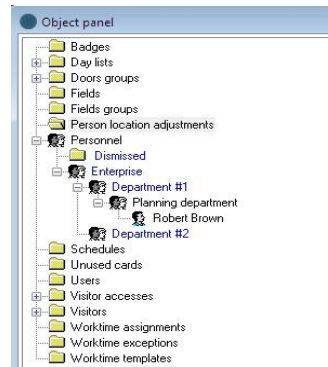 Object panel
Badges
Day lists
Doors groups
Fields
Fields groups
Person location adjustments
Personnel
Dismissed
Enterprise
Department #1
Planning department
Robert Brown
Department #2
Schedules
Unused cards
Users
Visitor accesses
Visitors
Worktime assignments
Worktime exceptions
Worktime templates